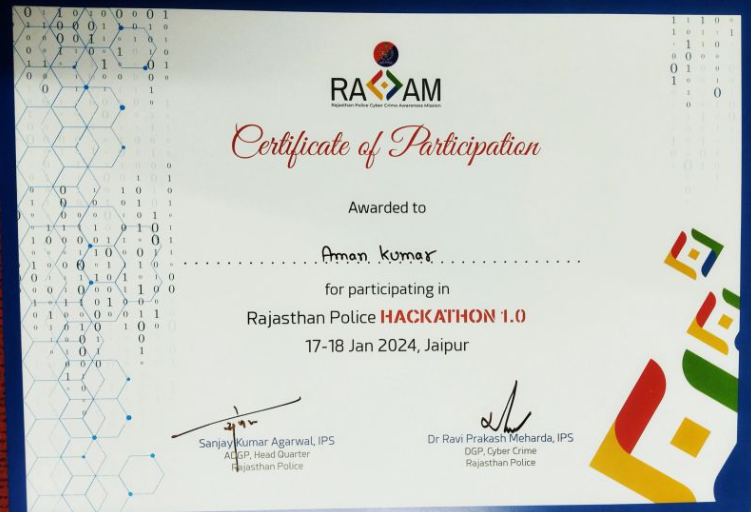 RA AM
Rajasthan Police Cyber Crime Awareness Mission
Certificate of Participation
Awarded to
Aman Kumar
for participating in
Rajasthan Police HACKATHON 1.0
17-18 Jan 2024, Jaipur
Sanjay Kumar Agarwal, IPS
ADGP, Head Quarter
Rajasthan Police
Dr Ravi Prakash Meharda, IPS
DGP, Cyber Crime
Rajasthan Police